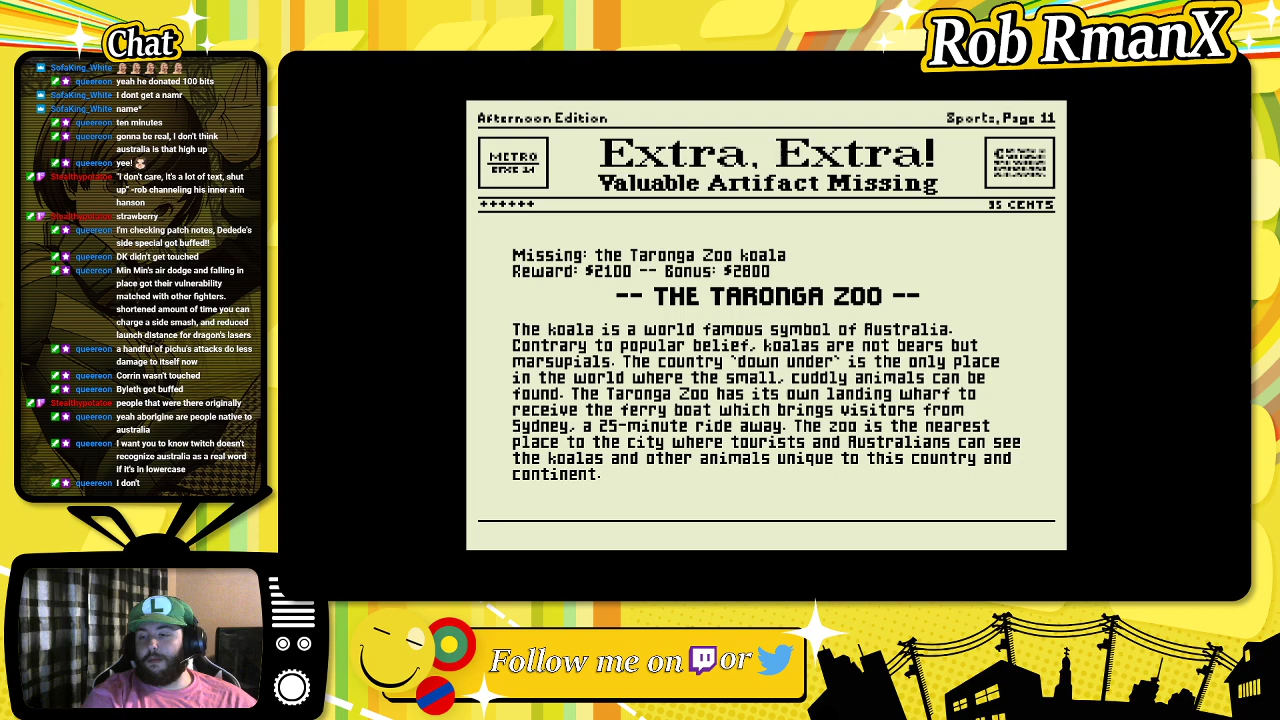 Chat
SofaKing_White
queereon yeah he donated 100 bits
SofaKing_White I dont get a namr
SofaKing_White name*
queereon ten minutes
queereon gonna be real, I don't think
australia is that high up
queereon yee!
Stealthypotatoe "I don't care, it's a lot of text, shut
up" -rob channeling his inner arin
hanson
Stealthypotatoe strawberry
queereon I'm checking patch notes, Dedede's
side special got buffed!!
queereon DK didn't get touched
queereon Min Min's air dodge and falling in
place got their vulnerability
matched with other fighters.
shortened amount of time you can
charge a side smash, and reduced
attack distance for dragon's lasers
queereon a handful of pika's attacks do less
damage to itself now
queereon Corrin wasn't touched
queereon Byleth got buffed
Stealthypotatoe people that were there originally
queereon yeah aborigine are people native to
australia
queereon I want you to know twitch doesn't
recognize australia as a real word
If it's in lowercase
queereon I don't
Rob RmanX
Afternoon Edition Sports, Page 11
METRO
Extra, Extra!
Valuable Artifact Missing
++++++ 35 CENTS
Missing: the Taronga Zoo koala
Reward: $2100 -- Bonus: $2800
-- THE TARONGA ZOO --
The koala is a world famous symbol of Australia.
Contrary to popular belief, koalas are not bears but
marsupials. The country `down under` is the only place
in the world where the small, cuddly animals can be
found. The Taronga Zoo has its own landing wharf to
receive the ferry boat which brings visitors from
Sydney, a 25-minute ride away. The zoo is the nearest
place to the city where tourists and Australians can see
the koalas and other animals unique to this country and
continent.
L
Follow me on or